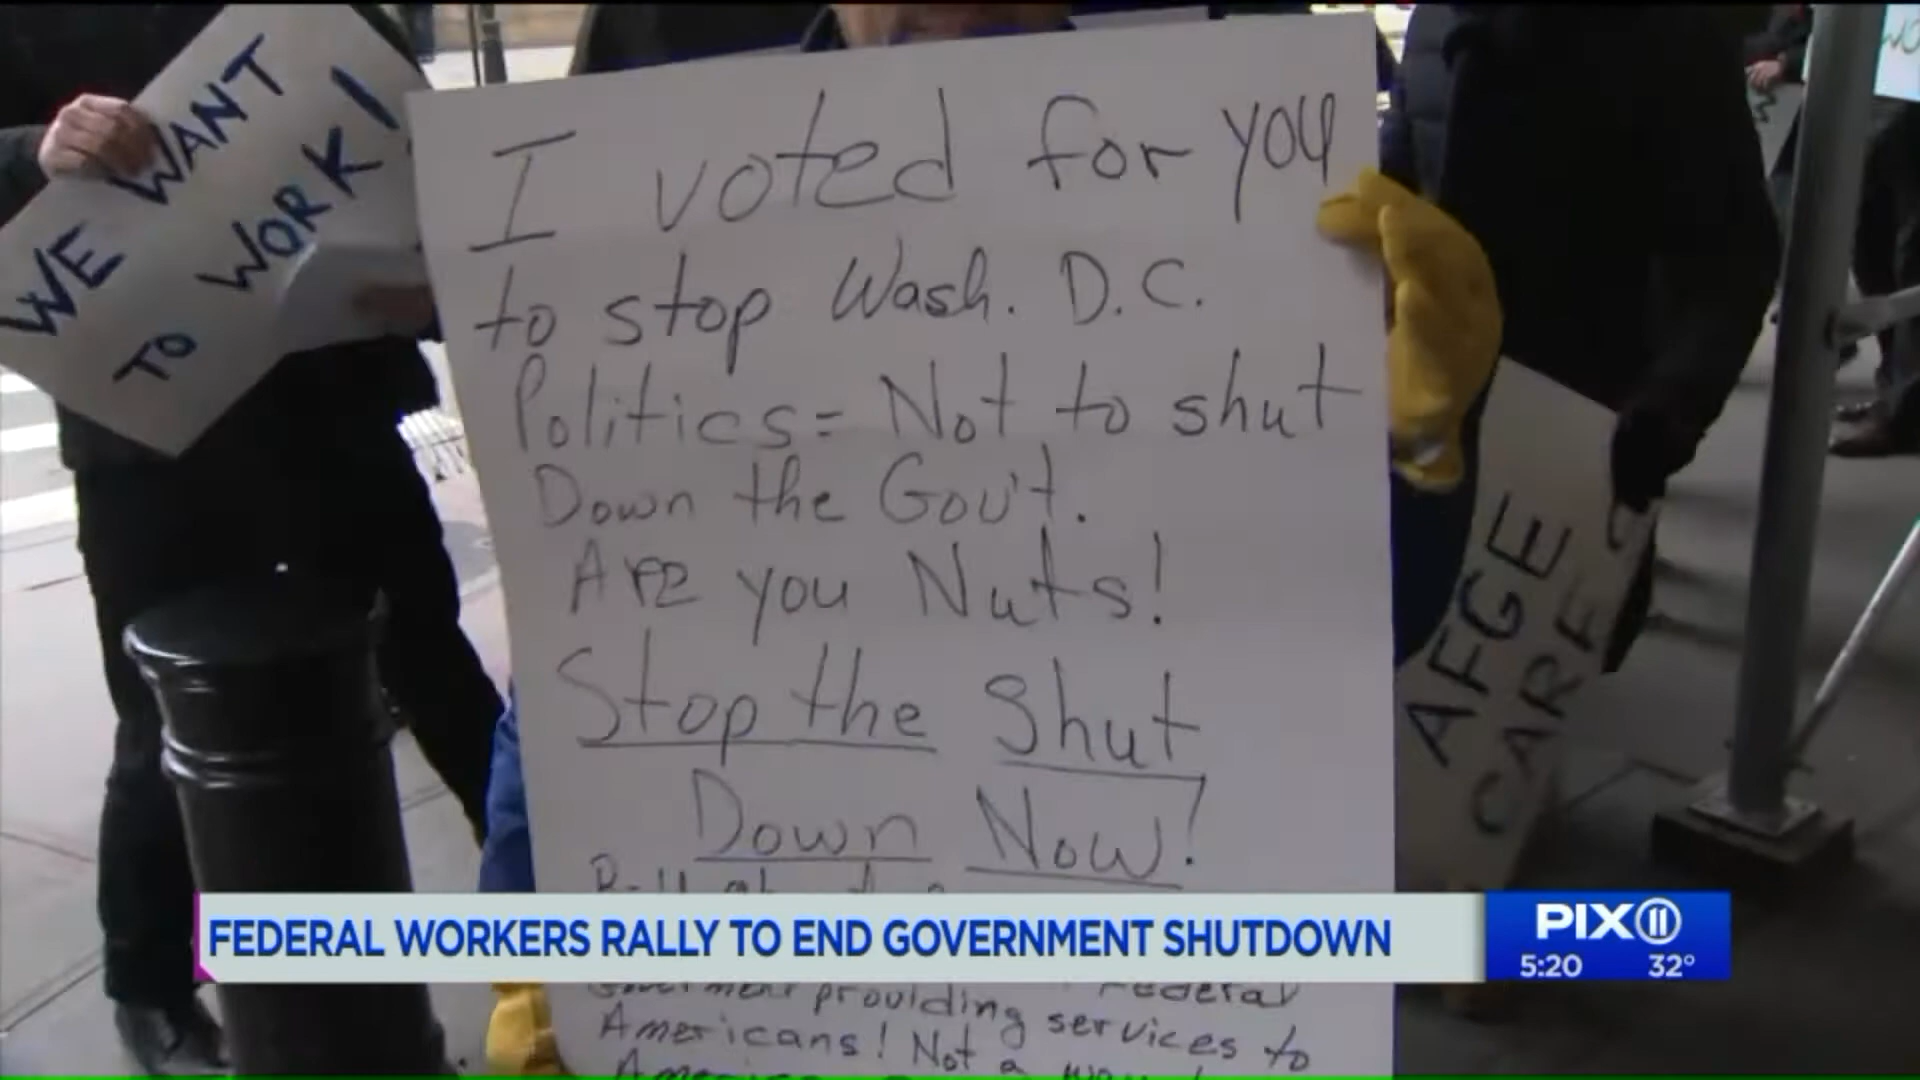 WE WANT
TO WORK!
I voted for you
to stop Wash. D.C.
Politics = Not to shut
Down the Gov't.
Are you Nuts!
Stop the Shut
Down Now!
FEDERAL WORKERS RALLY TO END GOVERNMENT SHUTDOWN
PIX11
5:20 32°
providing Federal
Americans! Not a services to
AFGE
CARE